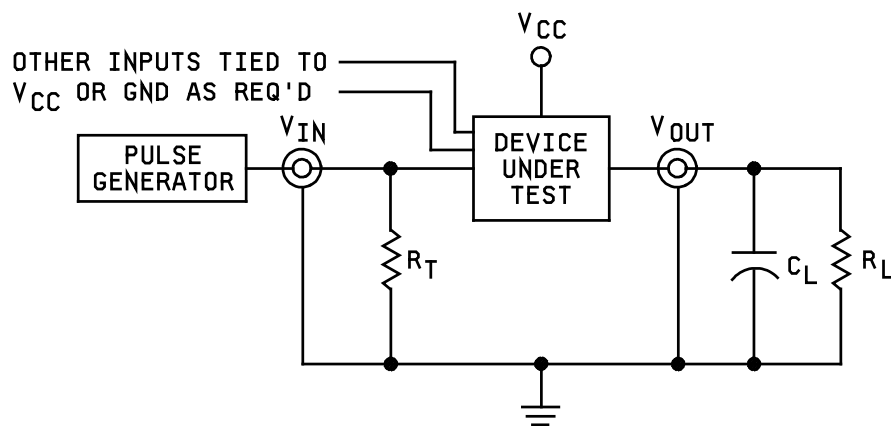 VCC
OTHER INPUTS TIED TO
VCC OR GND AS REQ'D
VIN
VOUT
PULSE
GENERATOR
DEVICE
UNDER
TEST
RT
CL
RL